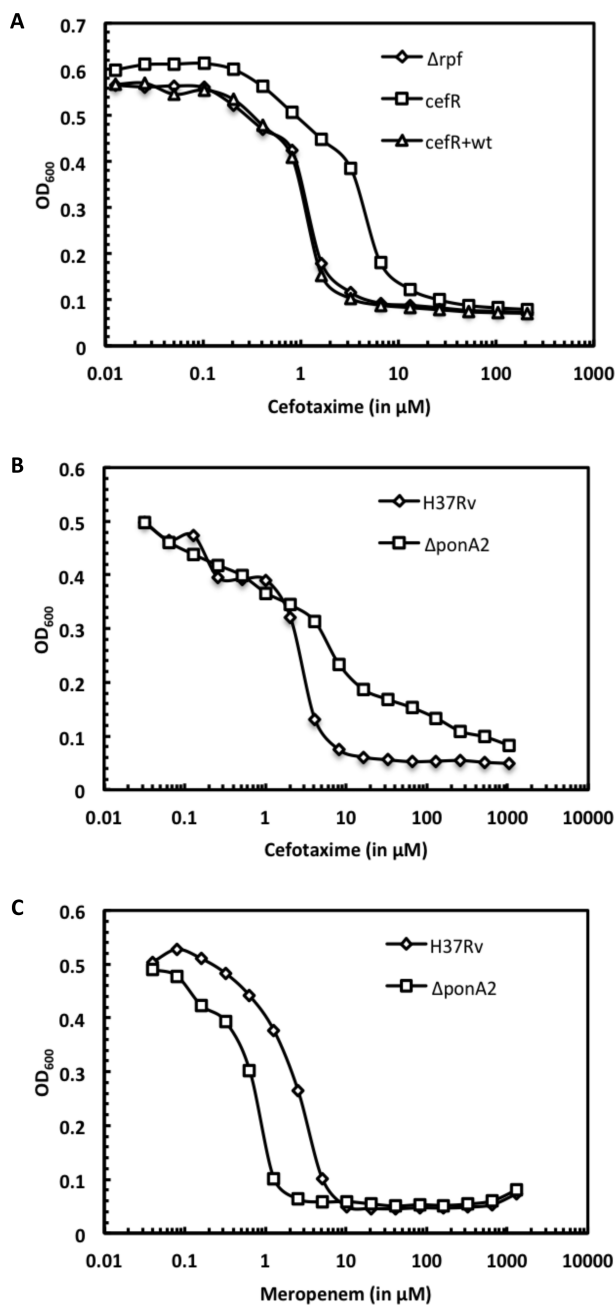 A
0.7
0.6
0.5
0.4
0.3
0.2
0.1
0
OD600
Δrpf
cefR
cefR+wt
0.01 0.1 1 10 100 1000
Cefotaxime (in μM)
B
0.6
0.5
0.4
0.3
0.2
0.1
0
OD600
H37Rv
ΔponA2
0.01 0.1 1 10 100 1000 10000
Cefotaxime (in μM)
C
0.6
0.5
0.4
0.3
0.2
0.1
0
OD600
H37Rv
ΔponA2
0.01 0.1 1 10 100 1000 10000
Meropenem (in μM)